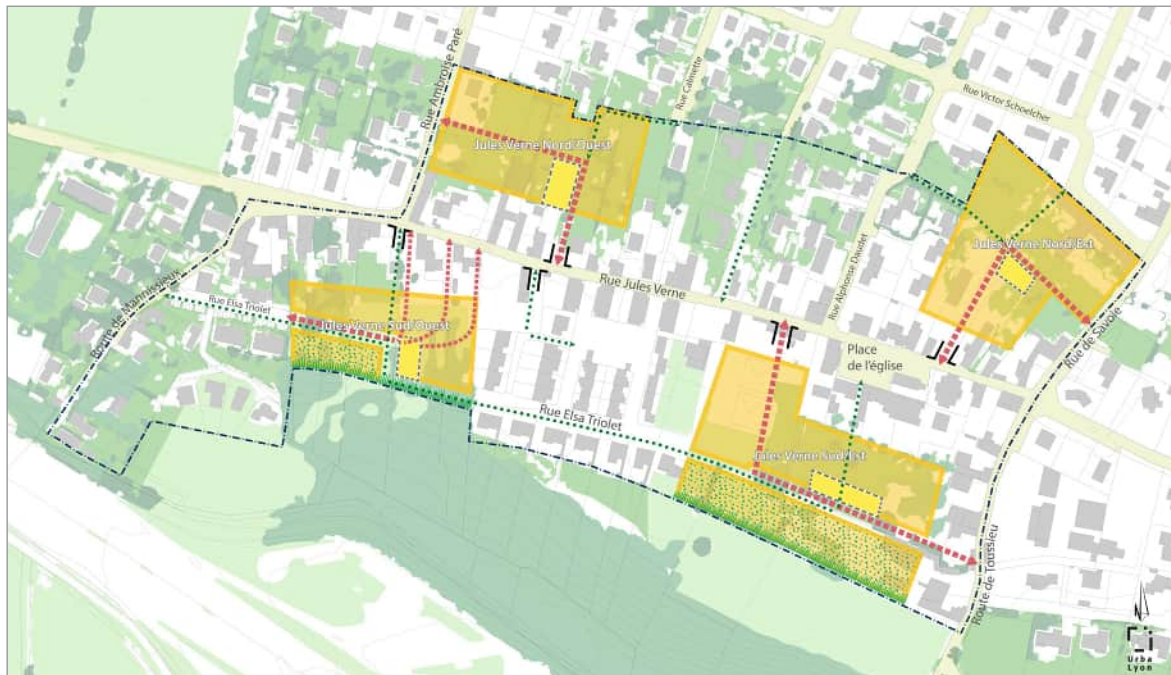 Rue Ambroise Paré
Rue Calmette
Rue Victor Schoelcher
Jules Verne Nord/Ouest
Jules Verne Nord/Est
Rue Alphonse Daudet
Rue Jules Verne
Route de Mannissieux
Rue Elsa Triolet
Jules Verne Sud/Ouest
Place
de l'église
Rue de Savoie
Rue Elsa Triolet
Jules Verne Sud/Est
Route de Toussieu
N
Urba
Lyon